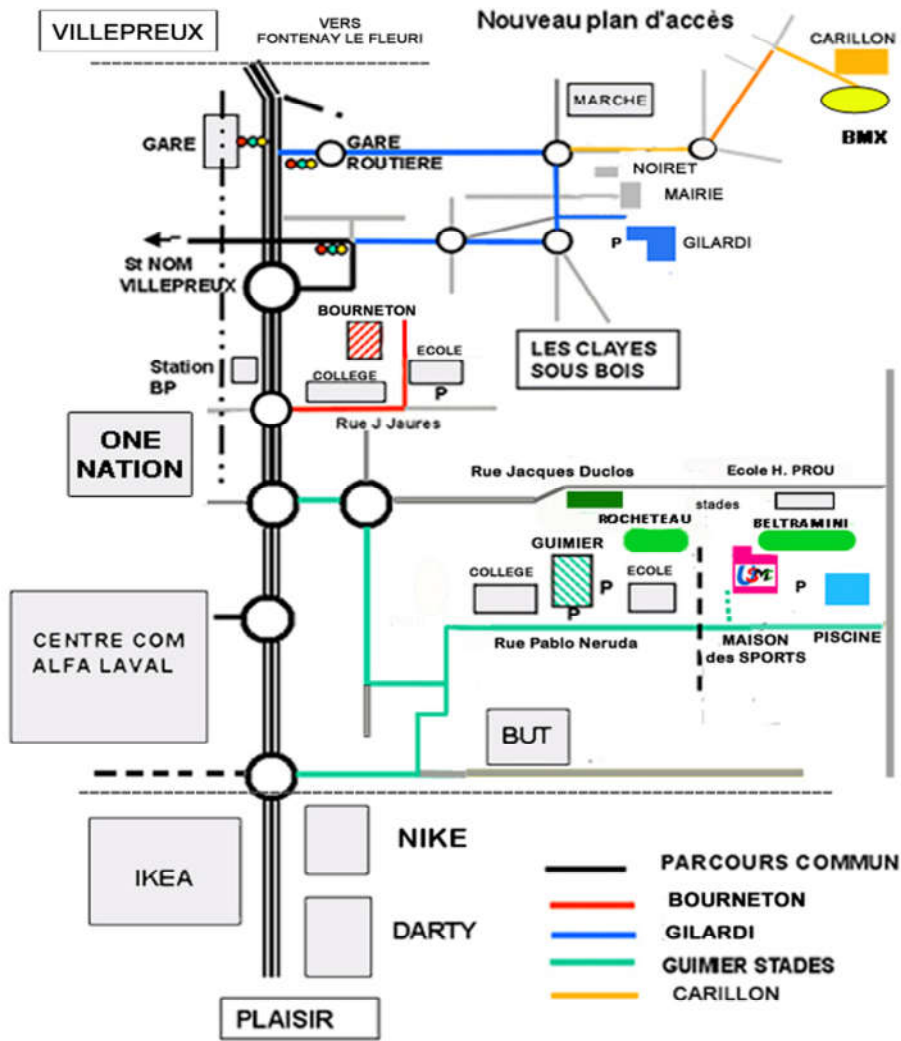 Nouveau plan d'accès
VILLEPREUX
VERS
FONTENAY LE FLEURI
CARILLON
MARCHE
BMX
GARE
GARE
ROUTIERE
NOIRET
MAIRIE
P
GILARDI
St NOM
VILLEPREUX
BOURNETON
LES CLAYES
SOUS BOIS
Station
BP
ECOLE
COLLEGE
P
Rue J Jaures
ONE
NATION
Rue Jacques Duclos
Ecole H. PROU
stades
ROCHETEAU
BELTRAMINI
GUIMIER
COLLEGE
P
ECOLE
P
P
CENTRE COM
ALFA LAVAL
Rue Pablo Neruda
MAISON
des SPORTS
PISCINE
BUT
IKEA
NIKE
DARTY
PARCOURS COMMUN
BOURNETON
GILARDI
GUIMIER STADES
CARILLON
PLAISIR